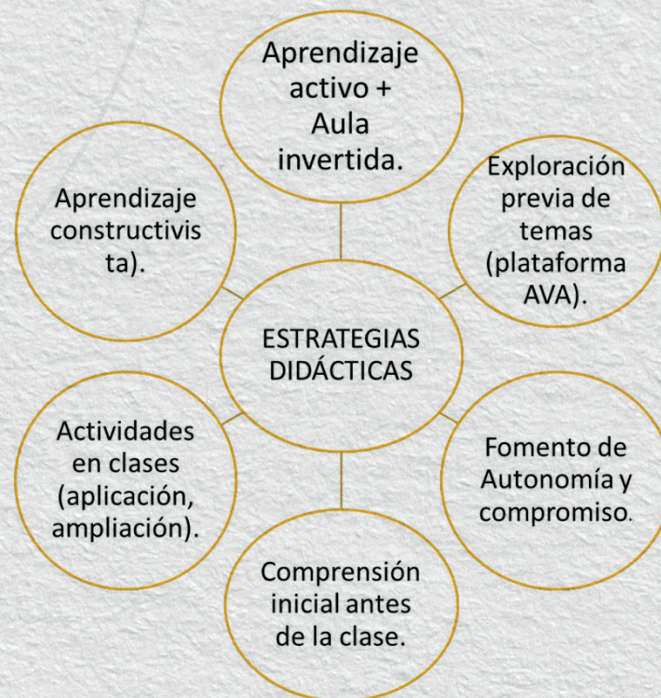 Aprendizaje
activo +
Aula
invertida.
Exploración
previa de
temas
(plataforma
AVA).
Fomento de
Autonomía y
compromiso.
Comprensión
inicial antes
de la clase.
Actividades
en clases
(aplicación,
ampliación).
Aprendizaje
constructivis
ta).
ESTRATEGIAS
DIDÁCTICAS